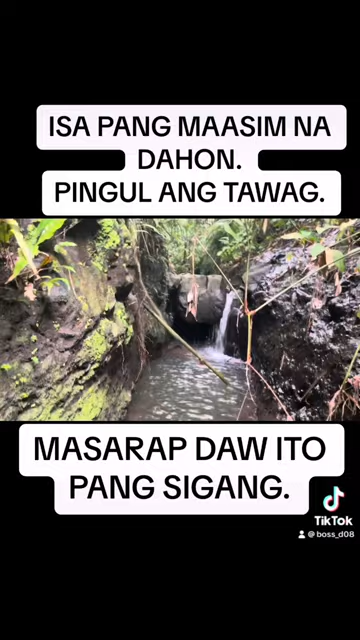 ISA PANG MAASIM NA
DAHON.
PINGUL ANG TAWAG.
MASARAP DAW ITO
PANG SIGANG.
TikTok
@boss_d08